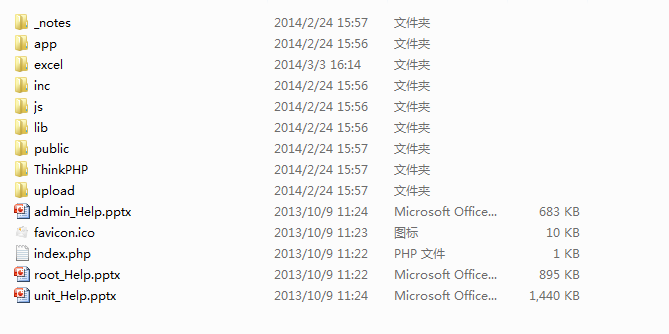 _notes 2014/2/24 15:57 文件夹
app 2014/2/24 15:56 文件夹
excel 2014/3/3 16:14 文件夹
inc 2014/2/24 15:56 文件夹
js 2014/2/24 15:56 文件夹
lib 2014/2/24 15:56 文件夹
public 2014/2/24 15:57 文件夹
ThinkPHP 2014/2/24 15:57 文件夹
upload 2014/2/24 15:57 文件夹
admin_Help.pptx 2013/10/9 11:24 Microsoft Office... 683 KB
favicon.ico 2013/10/9 11:23 图标 10 KB
index.php 2013/10/9 11:22 PHP 文件 1 KB
root_Help.pptx 2013/10/9 11:22 Microsoft Office... 895 KB
unit_Help.pptx 2013/10/9 11:24 Microsoft Office... 1,440 KB